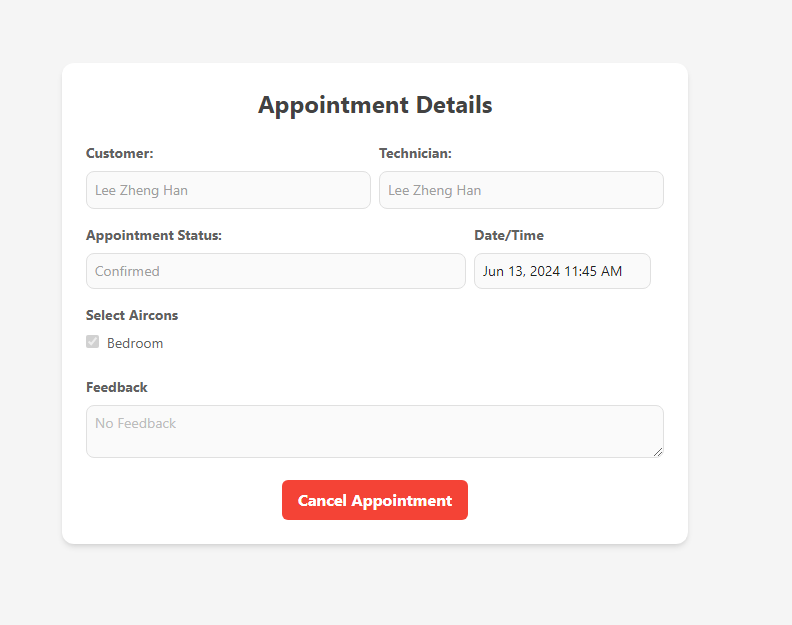 Appointment Details
Customer: Technician:
Lee Zheng Han Lee Zheng Han
Appointment Status: Date/Time
Confirmed Jun 13, 2024 11:45 AM
Select Aircons
Bedroom
Feedback
No Feedback
Cancel Appointment